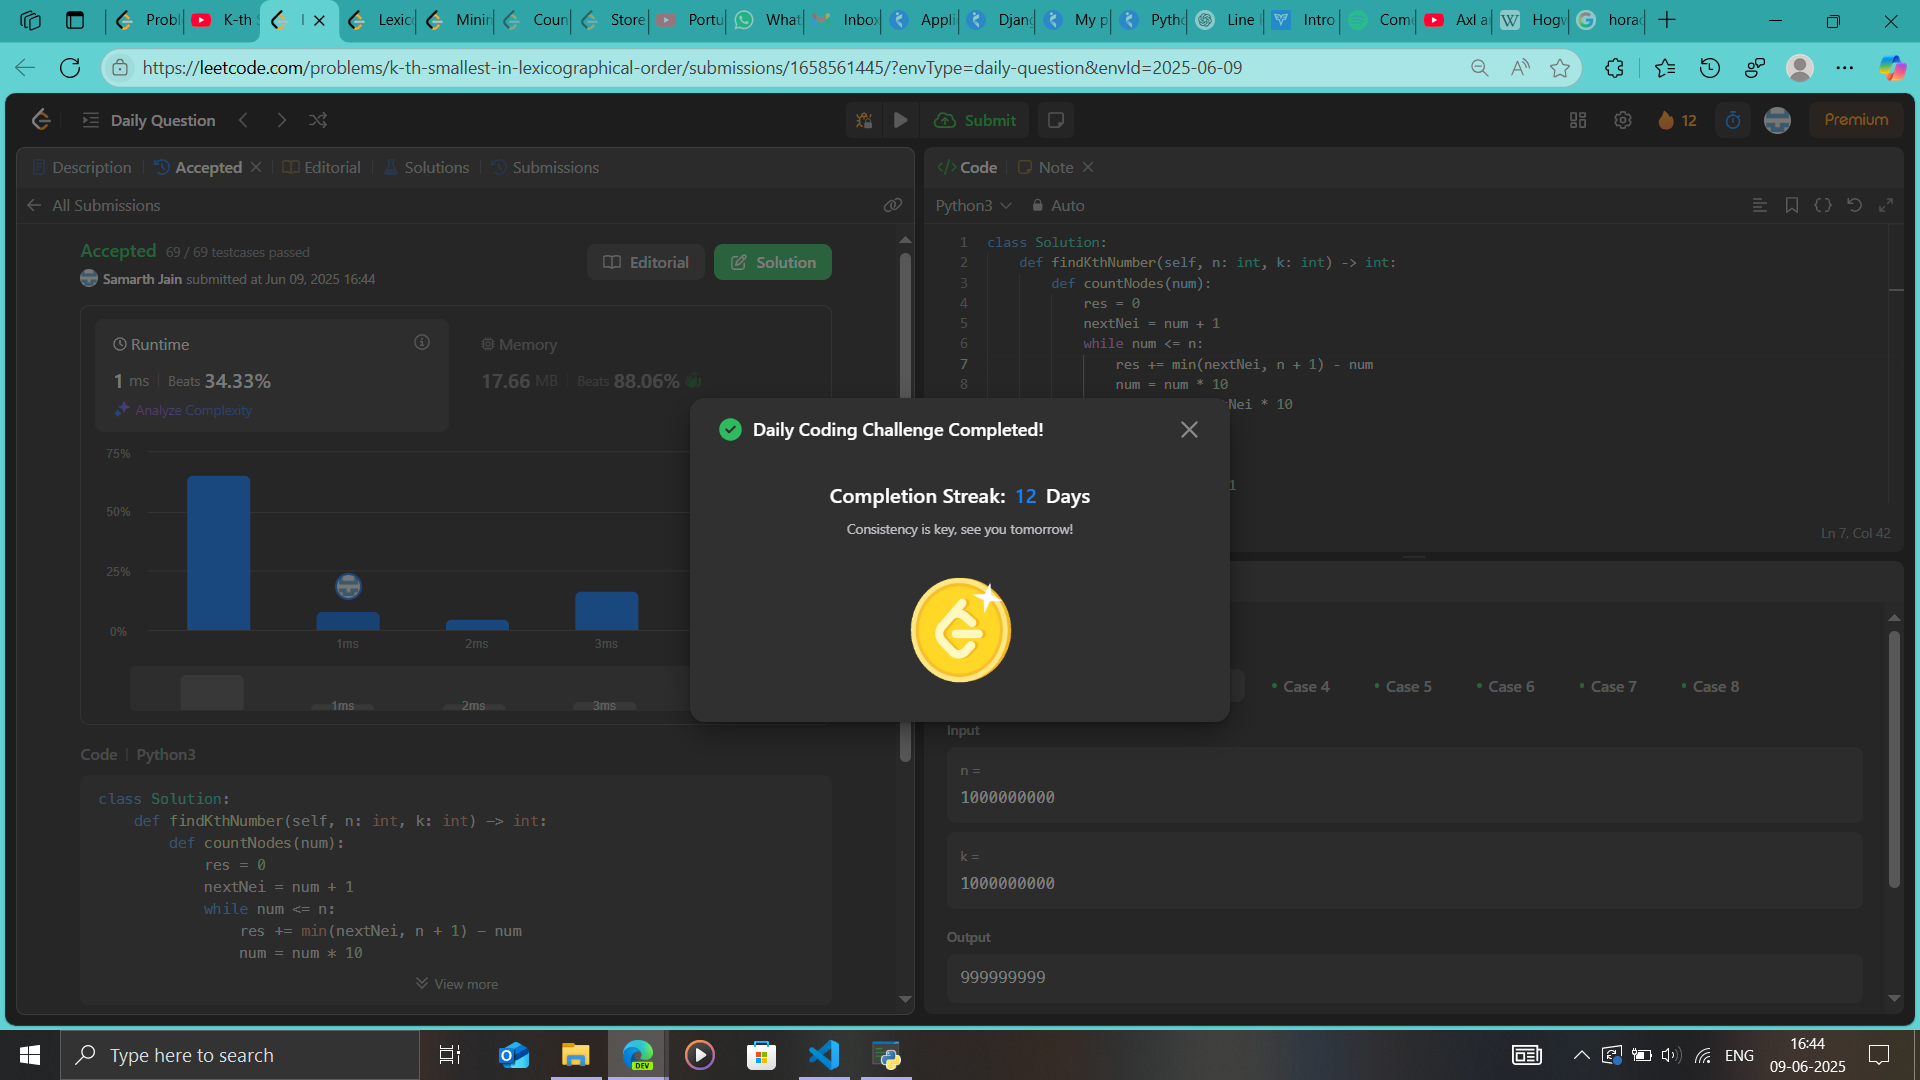 Probl
K-th S
Lexico
Minin
Coun
Store
Portu
What
Inbox
Appli
Djang
My p
Pytho
Line
Intro
Come
Axl a
Hogw
horac
https://leetcode.com/problems/k-th-smallest-in-lexicographical-order/submissions/1658561445/?envType=daily-question&envId=2025-06-09
Daily Question
Submit
12
Premium
Description
Accepted
Editorial
Solutions
Submissions
All Submissions
Accepted 69 / 69 testcases passed
Samarth Jain submitted at Jun 09, 2025 16:44
Editorial
Solution
Runtime
1 ms | Beats 34.33%
Analyze Complexity
Memory
17.66 MB | Beats 88.06%
75%
50%
25%
0%
1ms
2ms
3ms
1ms
2ms
3ms
Code | Python3
class Solution:
    def findKthNumber(self, n: int, k: int) -> int:
        def countNodes(num):
            res = 0
            nextNei = num + 1
            while num <= n:
                res += min(nextNei, n + 1) - num
                num = num * 10
View more
Code
Note
Python3
Auto
1 class Solution:
2     def findKthNumber(self, n: int, k: int) -> int:
3         def countNodes(num):
4             res = 0
5             nextNei = num + 1
6             while num <= n:
7                 res += min(nextNei, n + 1) - num
8                 num = num * 10
Nei * 10
1
Ln 7, Col 42
Daily Coding Challenge Completed!
Completion Streak: 12 Days
Consistency is key, see you tomorrow!
Case 4
Case 5
Case 6
Case 7
Case 8
Input
n =
1000000000
k =
1000000000
Output
999999999
Type here to search
DEV
ENG
16:44
09-06-2025